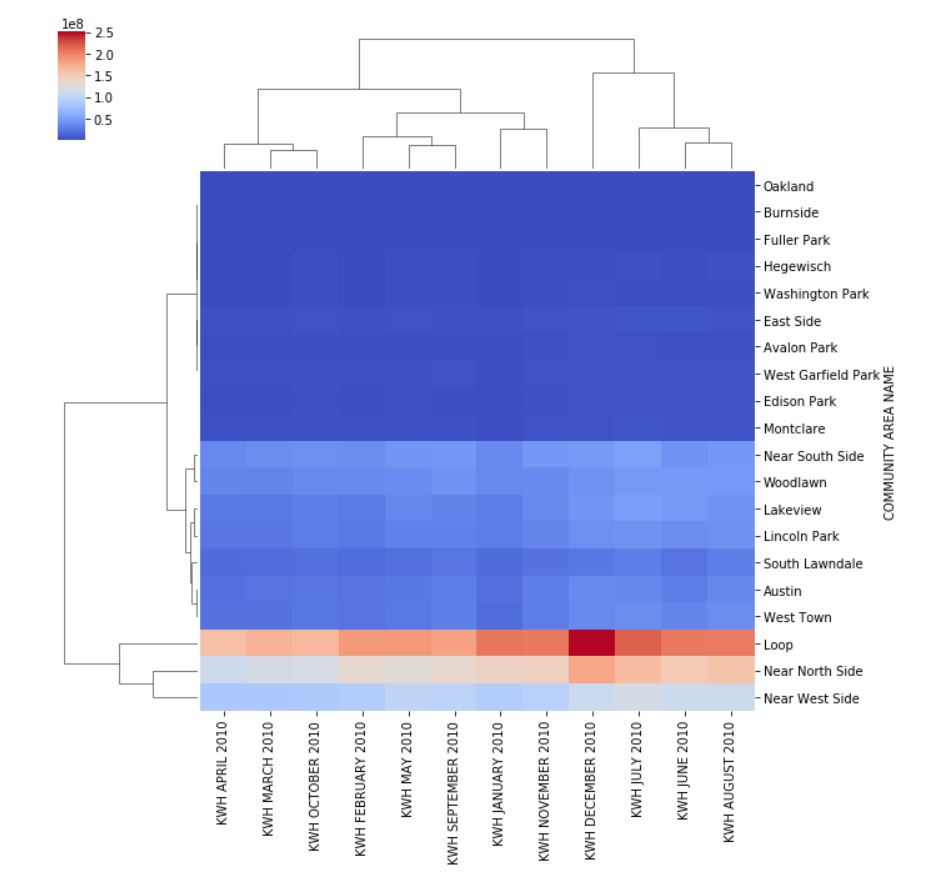 1e8
2.5
2.0
1.5
1.0
0.5
Oakland
Burnside
Fuller Park
Hegewisch
Washington Park
East Side
Avalon Park
West Garfield Park
Edison Park
Montclare
Near South Side
Woodlawn
Lakeview
Lincoln Park
South Lawndale
Austin
West Town
Loop
Near North Side
Near West Side
COMMUNITY AREA NAME
KWH APRIL 2010
KWH MARCH 2010
KWH OCTOBER 2010
KWH FEBRUARY 2010
KWH MAY 2010
KWH SEPTEMBER 2010
KWH JANUARY 2010
KWH NOVEMBER 2010
KWH DECEMBER 2010
KWH JULY 2010
KWH JUNE 2010
KWH AUGUST 2010